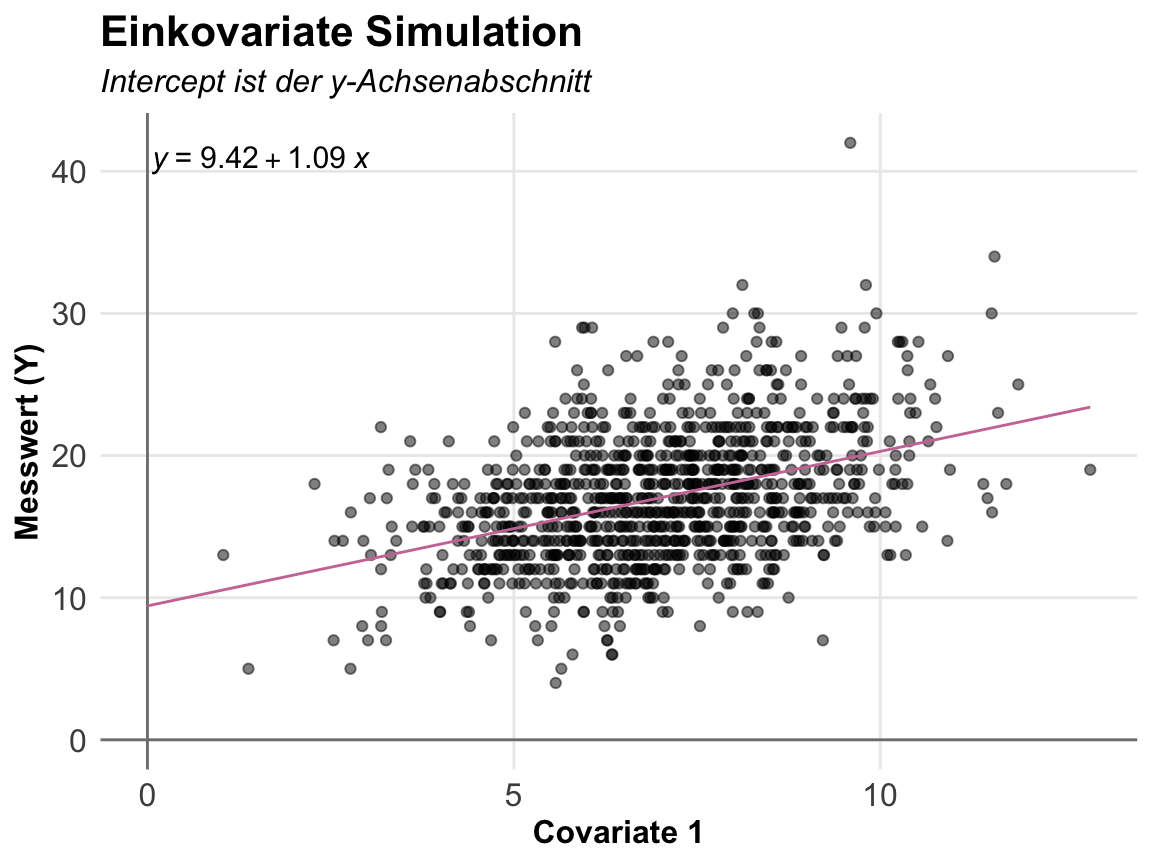 Einkovariate Simulation
Intercept ist der y-Achsenabschnitt
y = 9.42 + 1.09 x
40
30
20
10
0
Messwert (Y)
0 5 10
Covariate 1